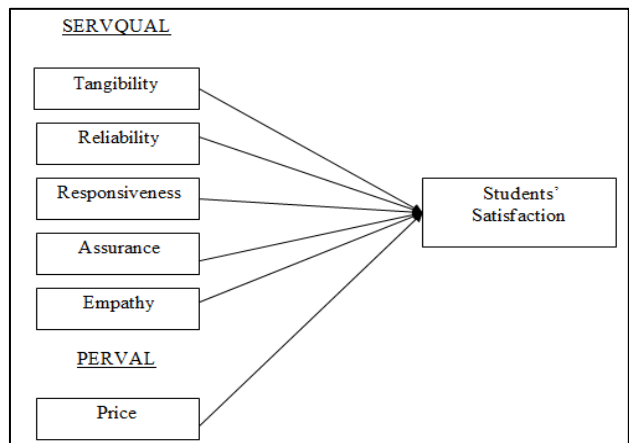 SERVQUAL
Tangibility
Reliability
Responsiveness
Assurance
Empathy
PERVAL
Price
Students’
Satisfaction